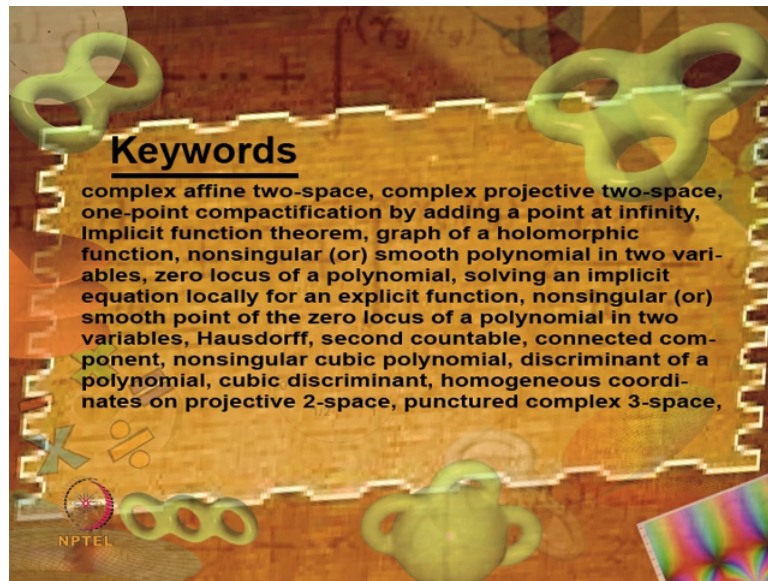 Keywords
complex affine two-space, complex projective two-space,
one-point compactification by adding a point at infinity,
Implicit function theorem, graph of a holomorphic
function, nonsingular (or) smooth polynomial in two vari-
ables, zero locus of a polynomial, solving an implicit
equation locally for an explicit function, nonsingular (or)
smooth point of the zero locus of a polynomial in two
variables, Hausdorff, second countable, connected com-
ponent, nonsingular cubic polynomial, discriminant of a
polynomial, cubic discriminant, homogeneous coordi-
nates on projective 2-space, punctured complex 3-space,
NPTEL